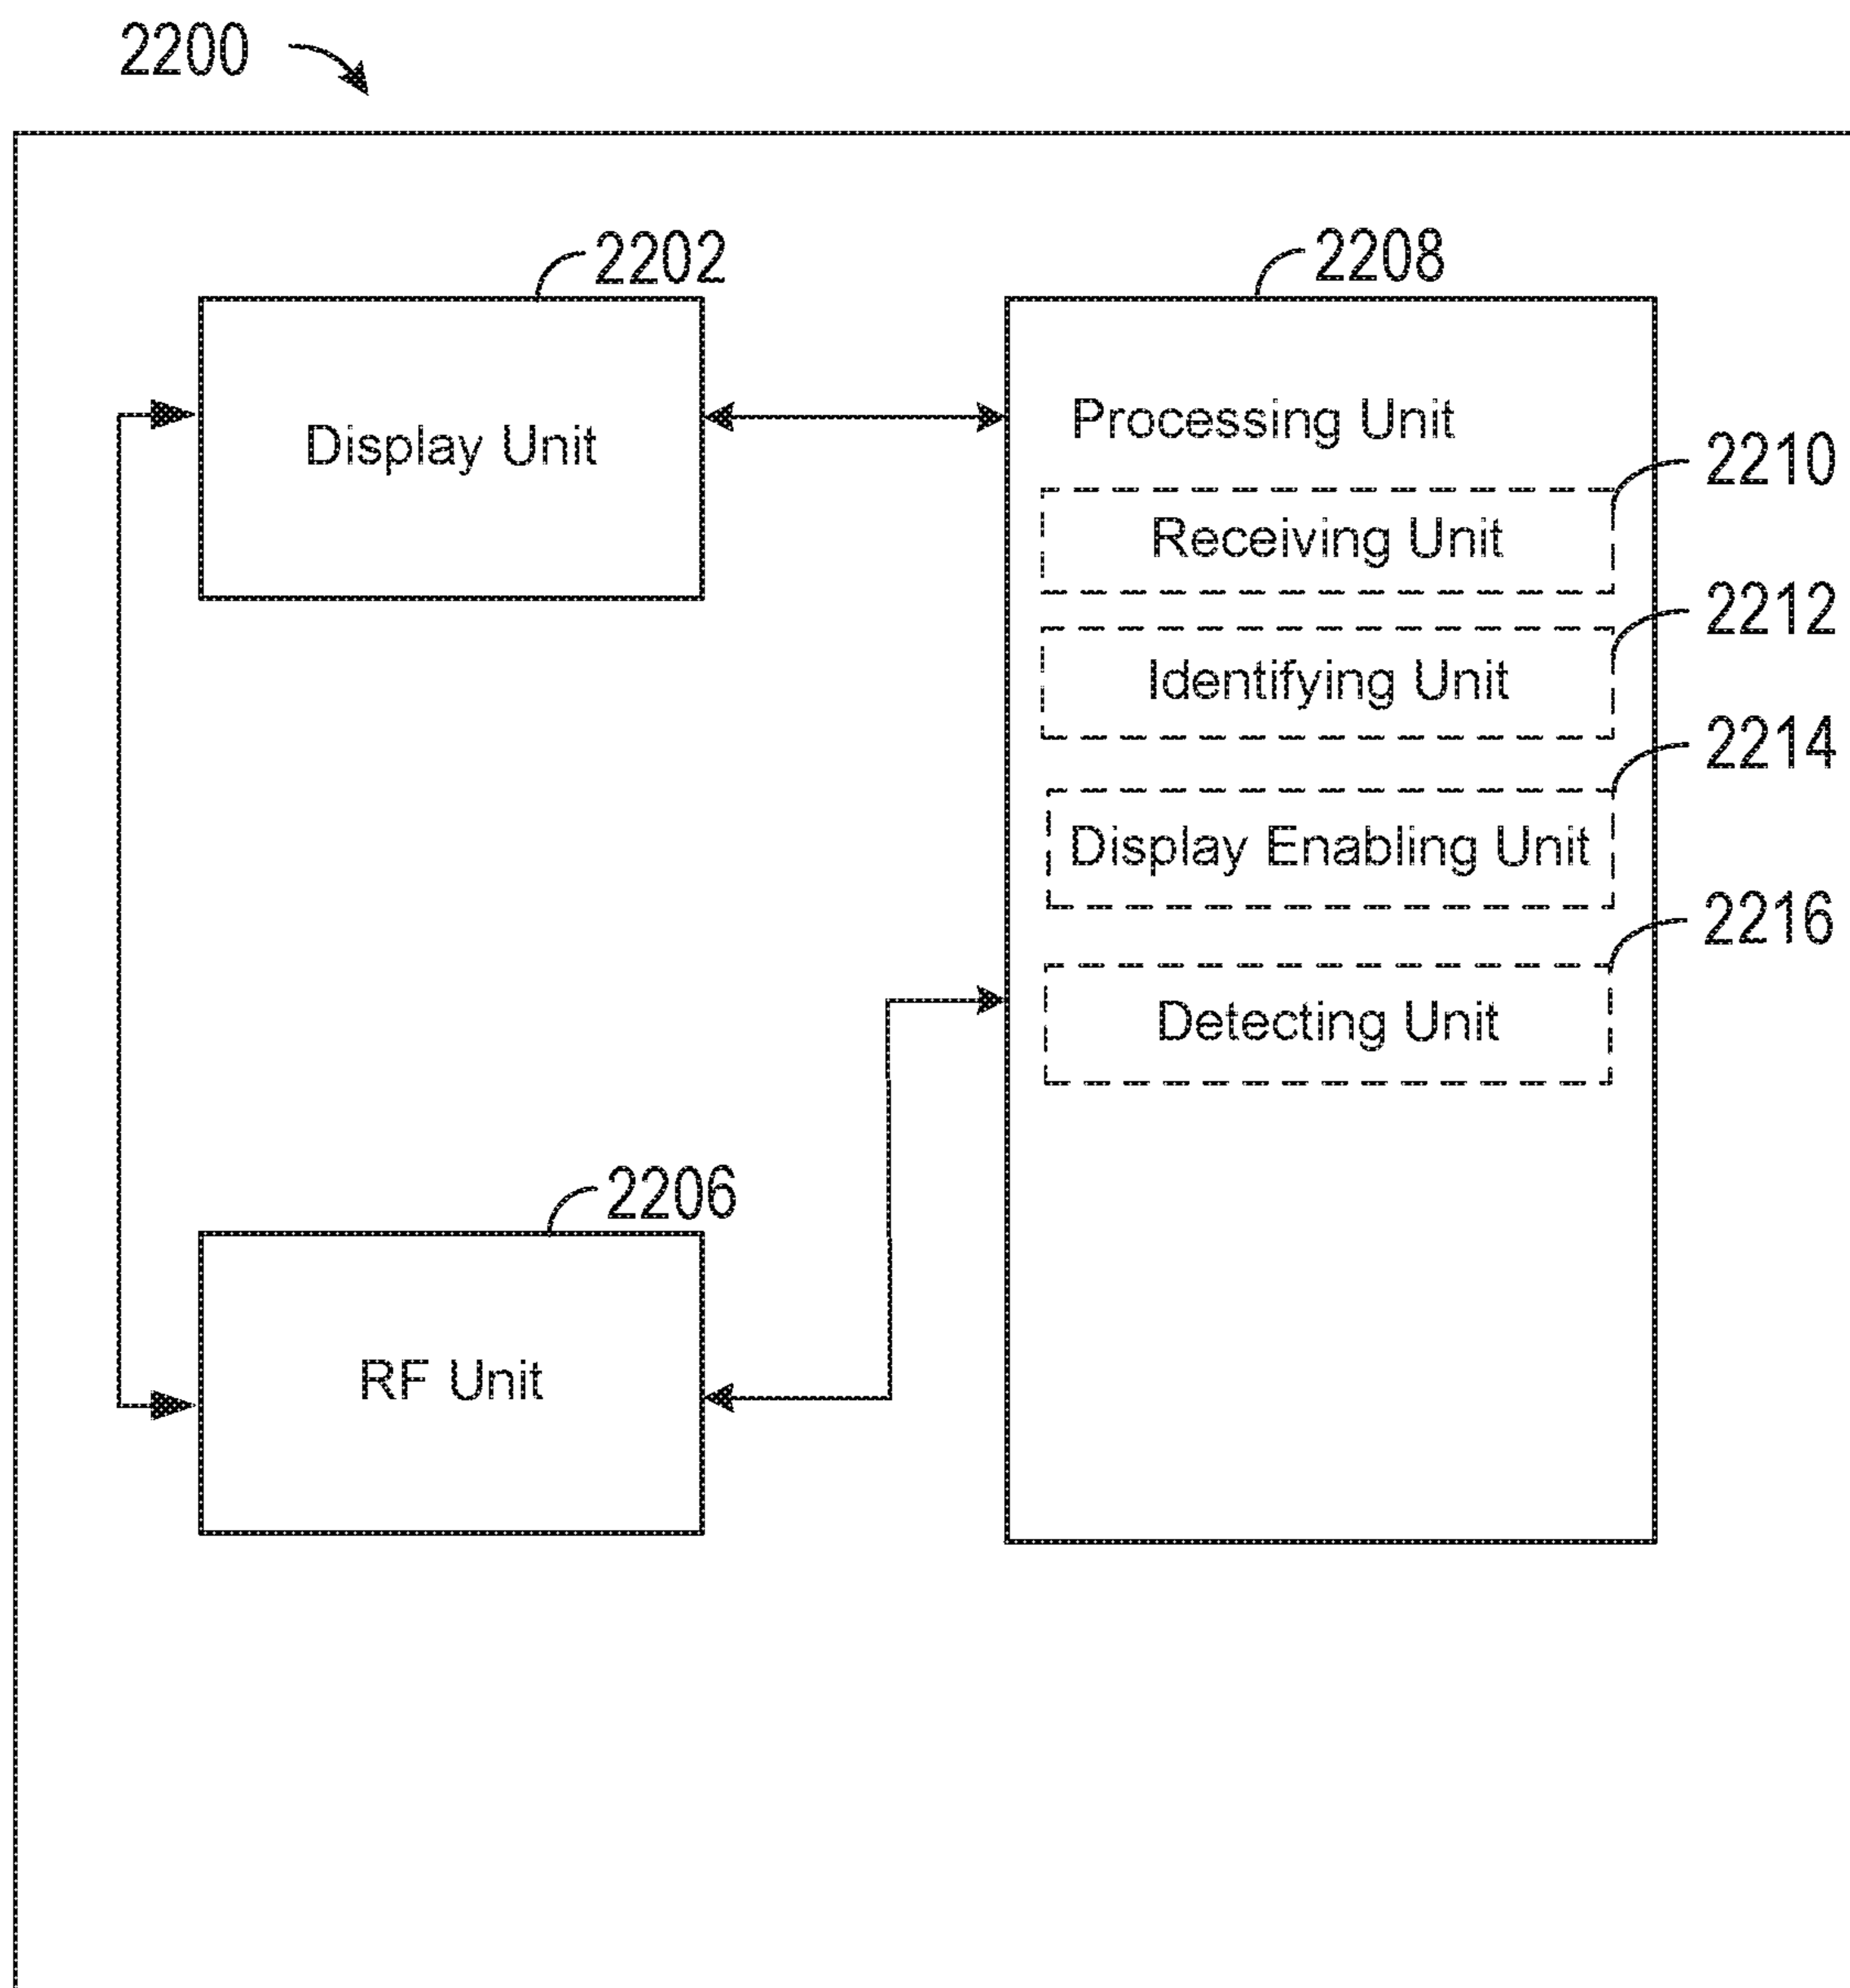 2200
2202
2208
Display Unit
Processing Unit
2210
Receiving Unit
2212
Identifying Unit
2214
Display Enabling Unit
2216
Detecting Unit
2206
RF Unit